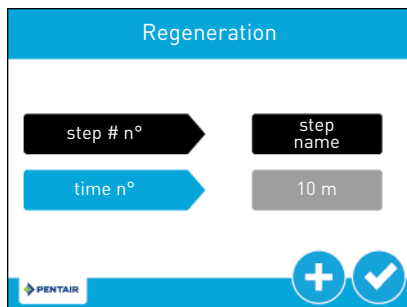 Regeneration
step # n°
step
name
time n°
10 m
PENTAIR